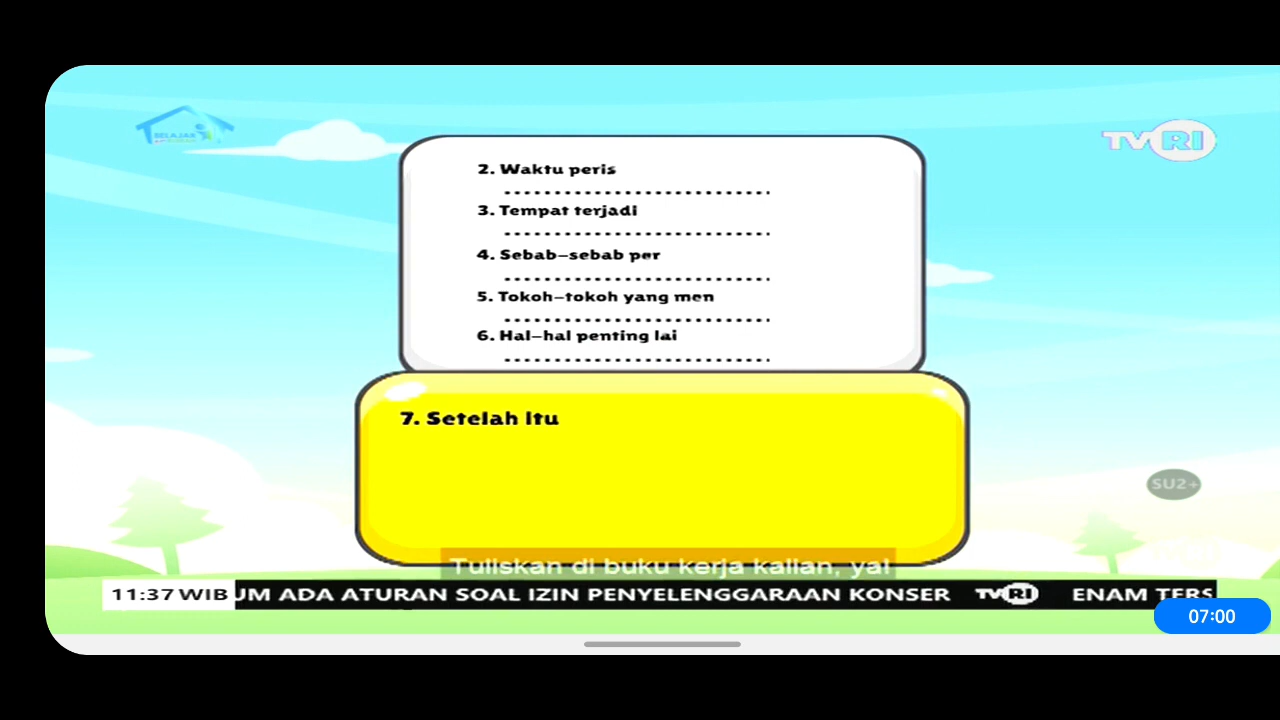 BELAJAR
TVRI
2. Waktu peris
..............................
3. Tempat terjadi
..............................
4. Sebab-sebab per
..............................
5. Tokoh-tokoh yang men
..............................
6. Hal-hal penting lai
..............................
7. Setelah itu
SU2+
Tuliskan di buku kerja kalian, ya!
11:37 WIB UM ADA ATURAN SOAL IZIN PENYELENGGARAAN KONSER TVRI ENAM TERS
07:00